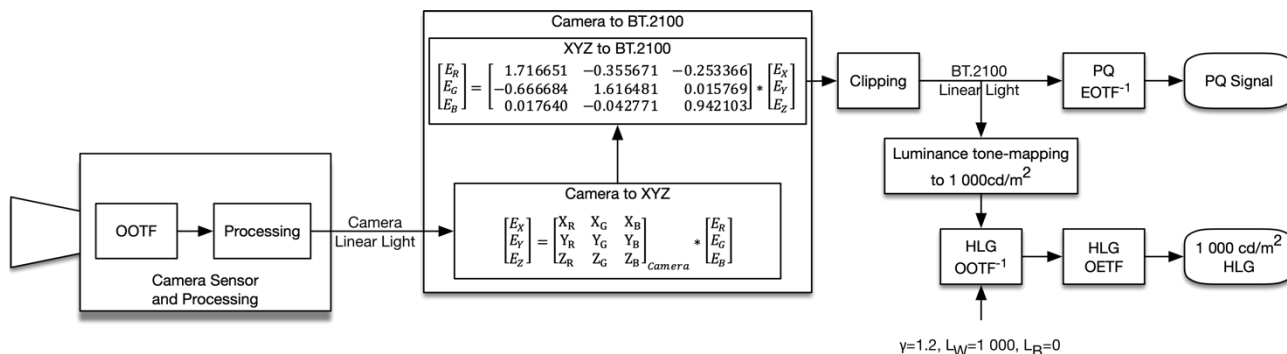 Camera to BT.2100
XYZ to BT.2100
[E_R] = [1.716651 −0.355671 −0.253366] * [E_X]
[E_G] = [−0.666684 1.616481 0.015769] * [E_Y]
[E_B] = [0.017640 −0.042771 0.942103] * [E_Z]
Camera to XYZ
[E_X] = [X_R X_G X_B] * [E_R]
[E_Y] = [Y_R Y_G Y_B] * [E_G]
[E_Z] = [Z_R Z_G Z_B]_Camera * [E_B]
OOTF
Processing
Camera Sensor
and Processing
Camera
Linear Light
Clipping
BT.2100
Linear Light
PQ
EOTF⁻¹
PQ Signal
Luminance tone-mapping
to 1 000cd/m²
HLG
OOTF⁻¹
HLG
OETF
1 000 cd/m²
HLG
γ=1.2, L_W=1 000, L_B=0